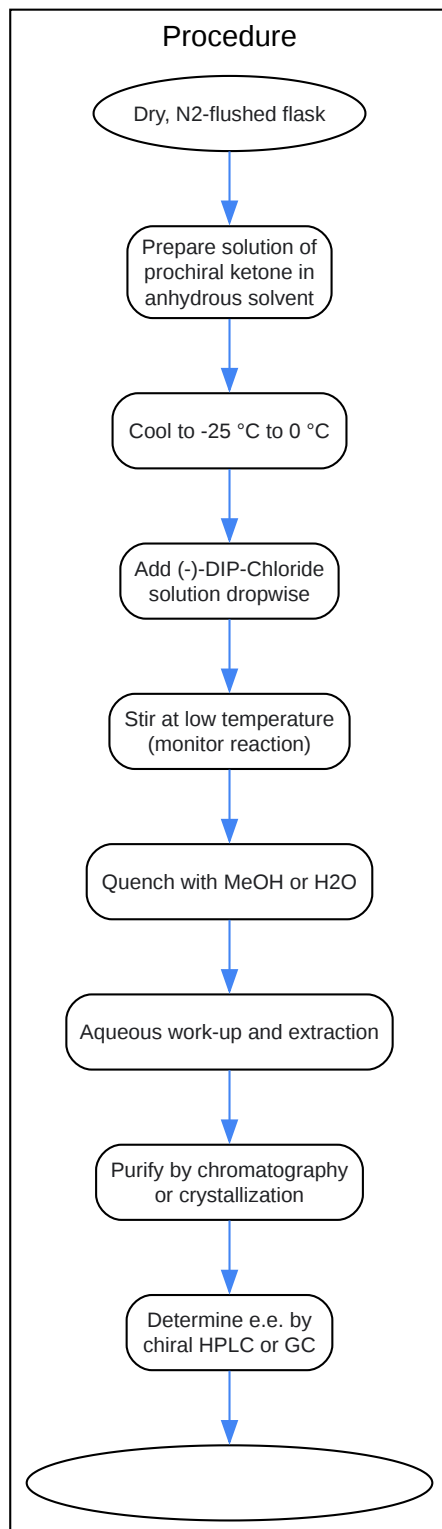 Procedure
Dry, N2-flushed flask
Prepare solution of
prochiral ketone in
anhydrous solvent
Cool to -25 °C to 0 °C
Add (-)-DIP-Chloride
solution dropwise
Stir at low temperature
(monitor reaction)
Quench with MeOH or H2O
Aqueous work-up and extraction
Purify by chromatography
or crystallization
Determine e.e. by
chiral HPLC or GC